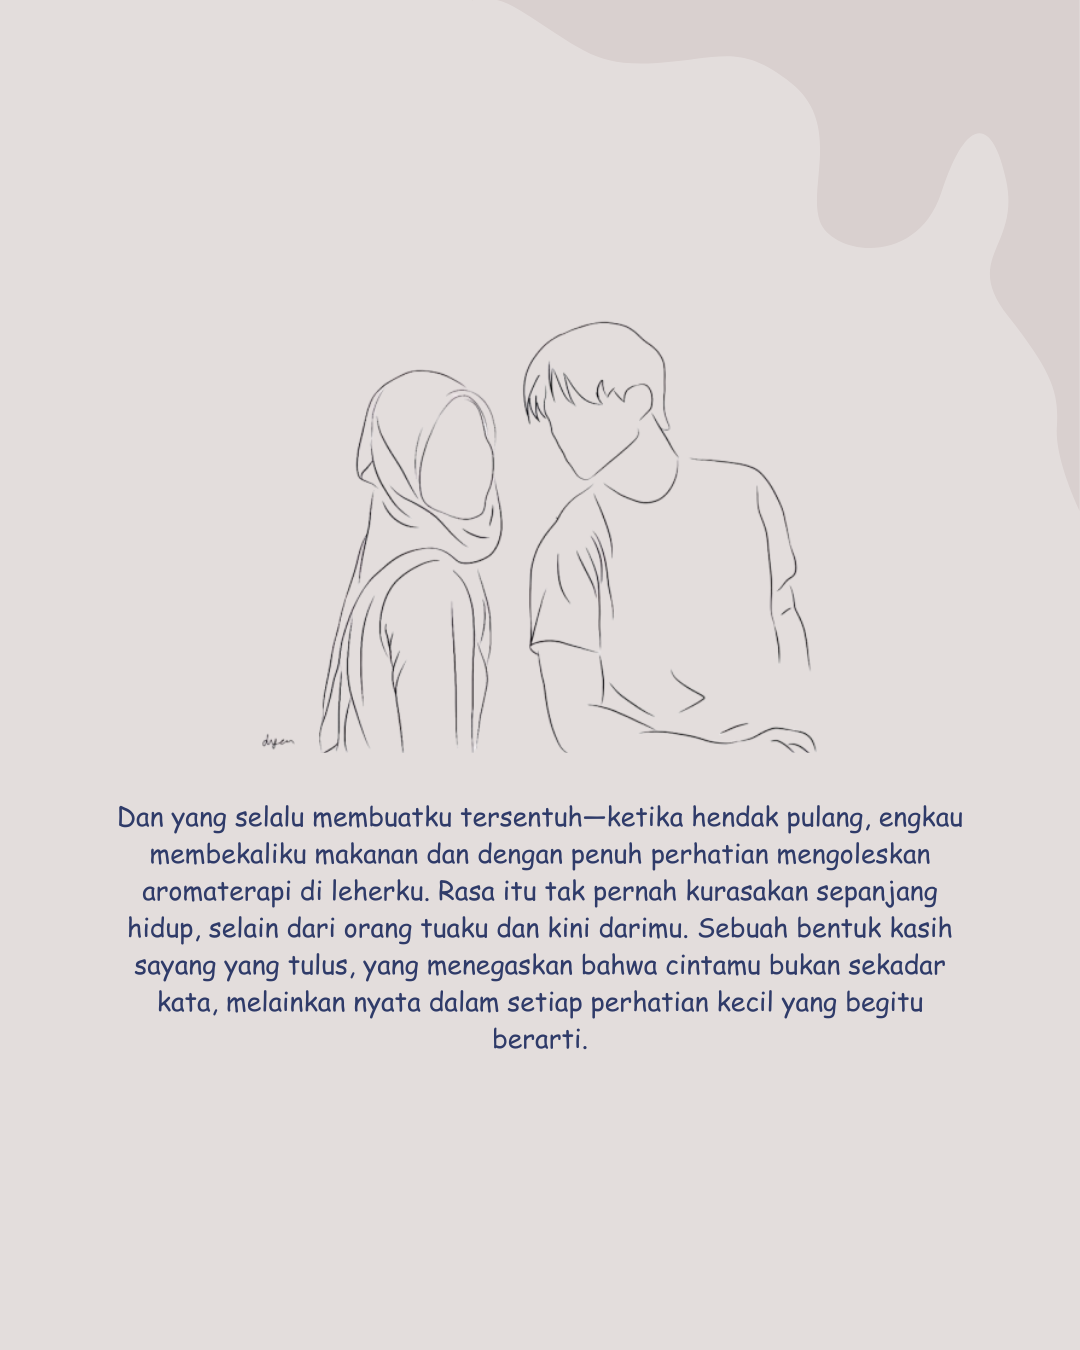 Dan yang selalu membuatku tersentuh—ketika hendak pulang, engkau
membekaliku makanan dan dengan penuh perhatian mengoleskan
aromaterapi di leherku. Rasa itu tak pernah kurasakan sepanjang
hidup, selain dari orang tuaku dan kini darimu. Sebuah bentuk kasih
sayang yang tulus, yang menegaskan bahwa cintamu bukan sekadar
kata, melainkan nyata dalam setiap perhatian kecil yang begitu
berarti.